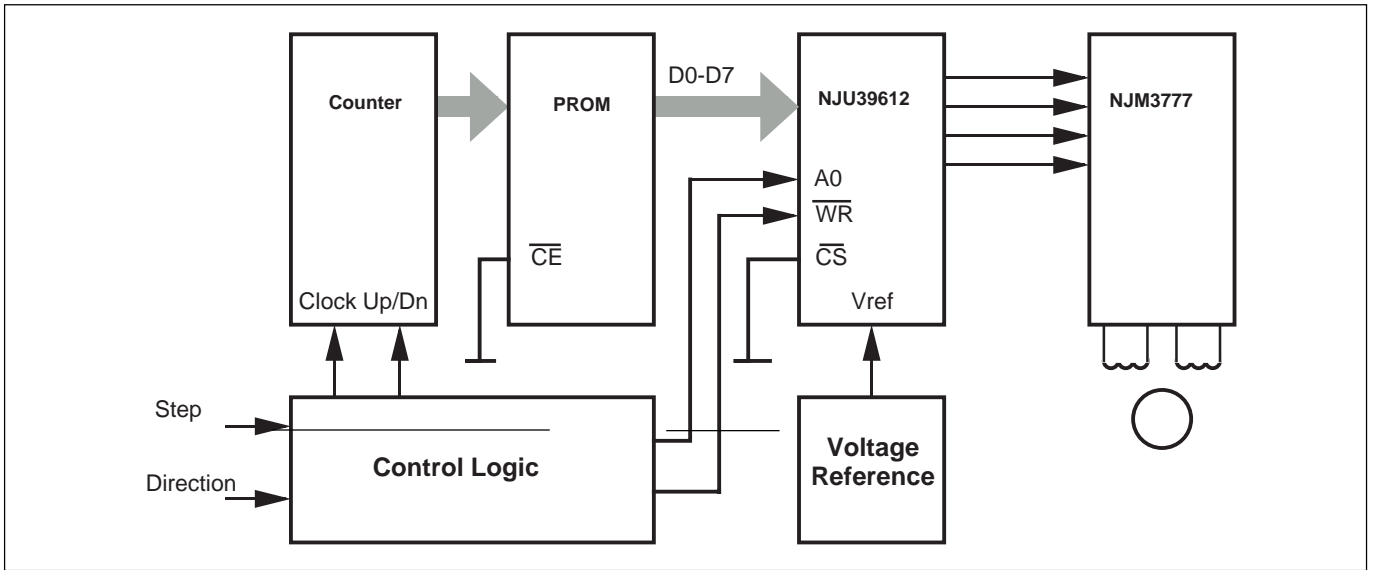 Counter
PROM
D0-D7
NJU39612
NJM3777
A0
WR
CE
CS
Clock Up/Dn
Vref
Step
Direction
Control Logic
Voltage
Reference